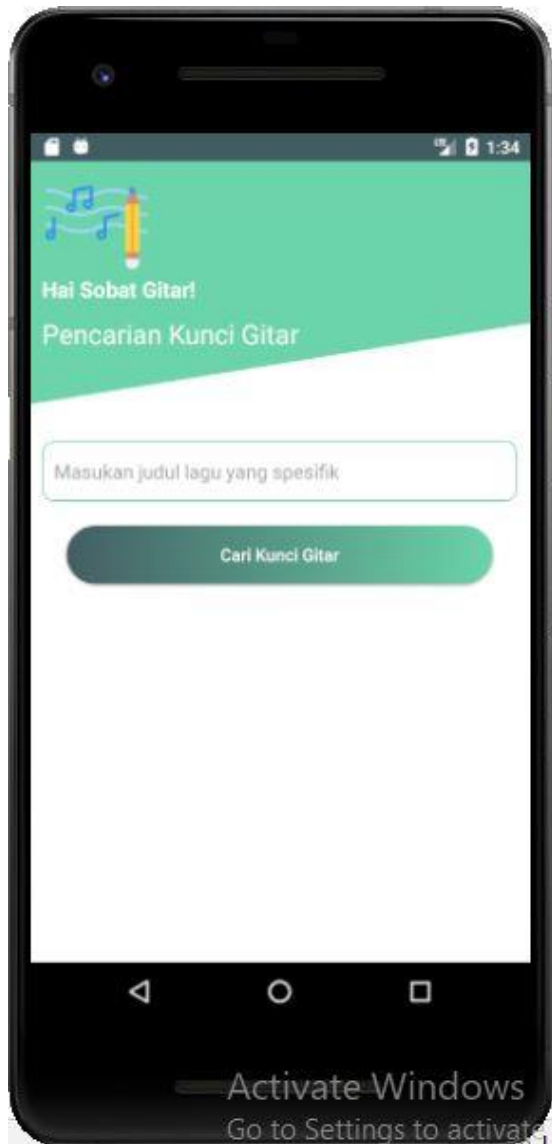 1:34
Hai Sobat Gitar!
Pencarian Kunci Gitar
Masukan judul lagu yang spesifik
Cari Kunci Gitar
Activate Windows
Go to Settings to activate